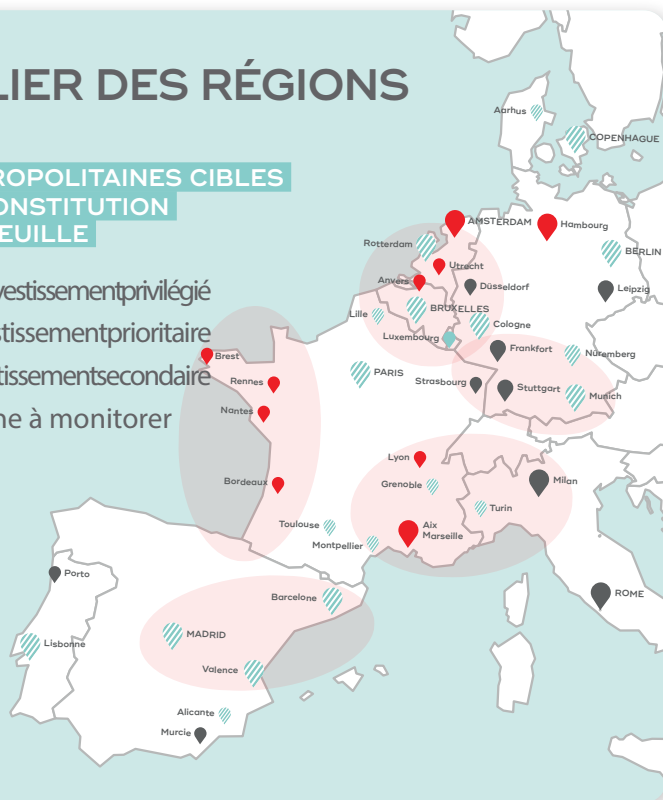 LIER DES RÉGIONS
ROPOLITAINES CIBLES
ONSTITUTION
EUILLE
vestissementprivilégié
stissementprioritaire
tissementsecondaire
ne à monitorer
Aarhus
COPENHAGUE
AMSTERDAM
Hambourg
Rotterdam
BERLIN
Utrecht
Anvers
Düsseldorf
Leipzig
Lille
BRUXELLES
Cologne
Luxembourg
Frankfort
Nuremberg
Brest
PARIS
Rennes
Strasbourg
Stuttgart
Munich
Nantes
Lyon
Bordeaux
Grenoble
Milan
Turin
Toulouse
Aix
Marseille
Montpellier
Porto
Barcelone
ROME
Lisbonne
MADRID
Valence
Alicante
Murcie